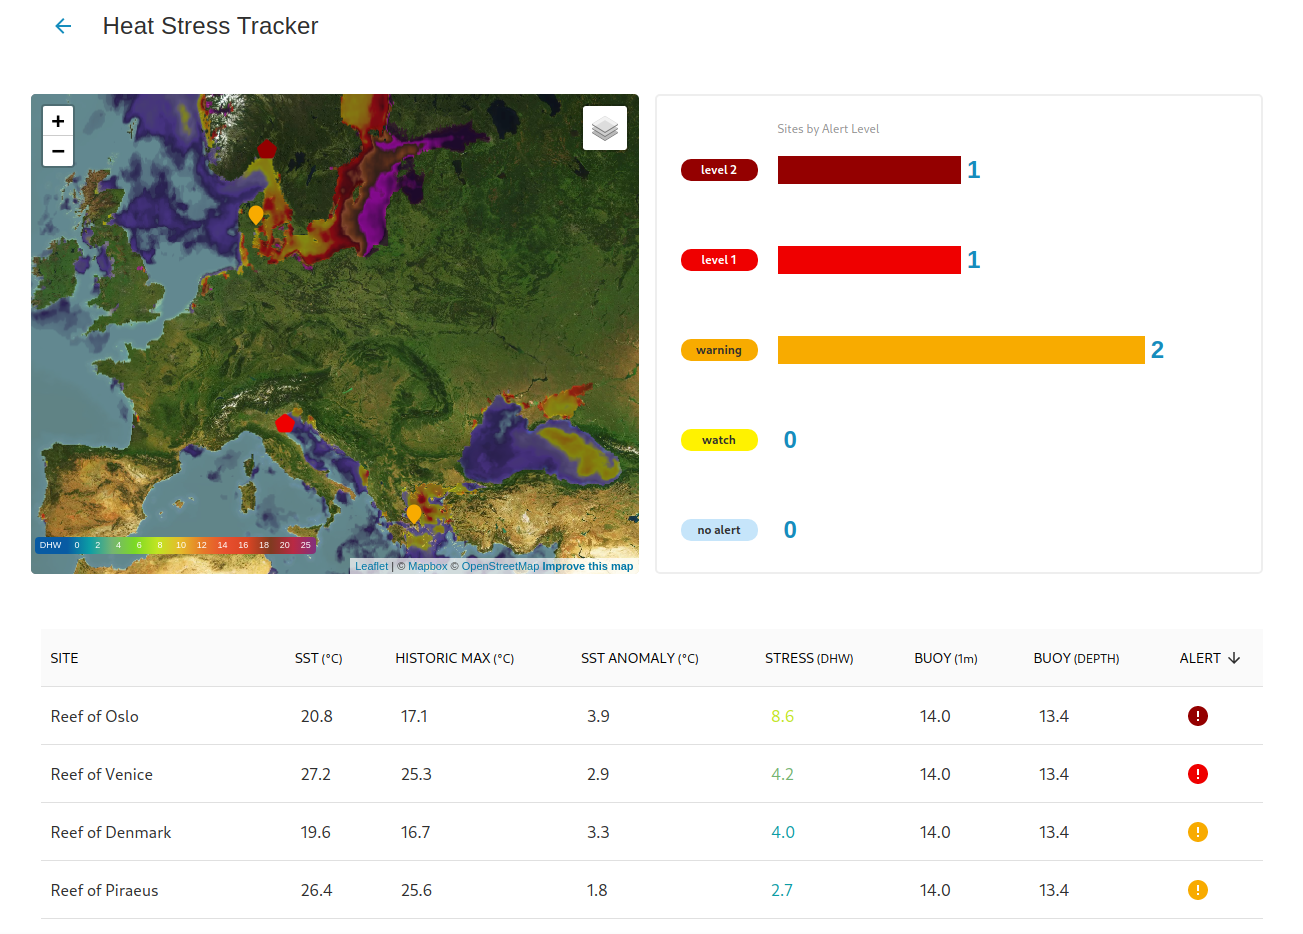 Heat Stress Tracker
+
−
DHW 0 2 4 6 8 10 12 14 16 18 20 25
Leaflet | © Mapbox © OpenStreetMap Improve this map
Sites by Alert Level
level 2 1
level 1 1
warning 2
watch 0
no alert 0
SITE SST (°C) HISTORIC MAX (°C) SST ANOMALY (°C) STRESS (DHW) BUOY (1m) BUOY (DEPTH) ALERT
Reef of Oslo 20.8 17.1 3.9 8.6 14.0 13.4
Reef of Venice 27.2 25.3 2.9 4.2 14.0 13.4
Reef of Denmark 19.6 16.7 3.3 4.0 14.0 13.4
Reef of Piraeus 26.4 25.6 1.8 2.7 14.0 13.4